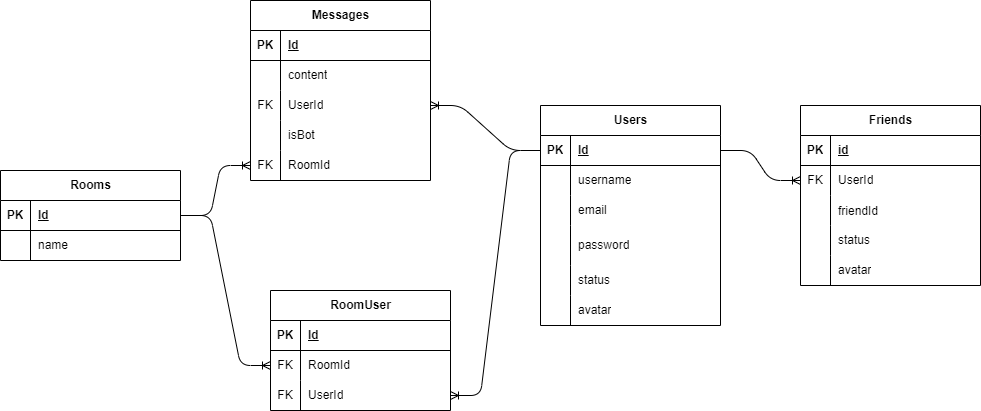 Messages
PK Id
content
FK UserId
isBot
FK RoomId
Rooms
PK Id
name
RoomUser
PK Id
FK RoomId
FK UserId
Users
PK Id
username
email
password
status
avatar
Friends
PK id
FK UserId
friendId
status
avatar